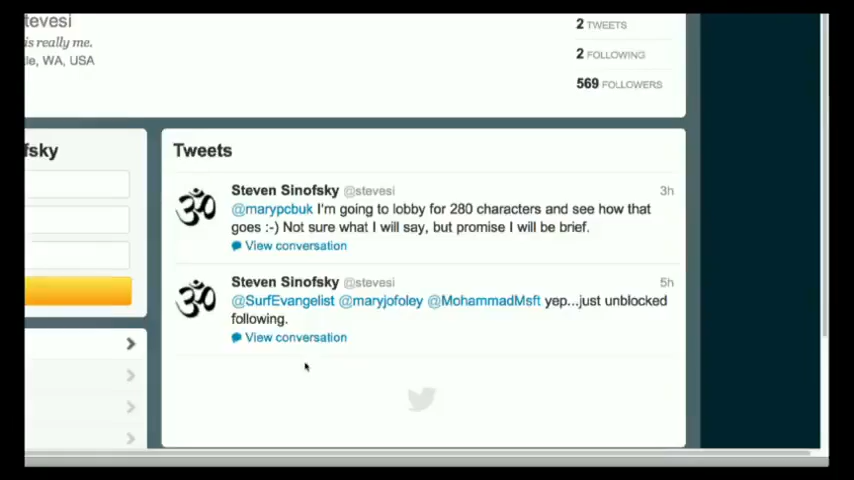 tevesi
is really me.
le, WA, USA
2 TWEETS
2 FOLLOWING
569 FOLLOWERS
fsky
Tweets
Steven Sinofsky @stevesi 3h
@marypcbuk I'm going to lobby for 280 characters and see how that
goes :-) Not sure what I will say, but promise I will be brief.
View conversation
Steven Sinofsky @stevesi 5h
@SurfEvangelist @maryjofoley @MohammadMsft yep...just unblocked
following.
View conversation